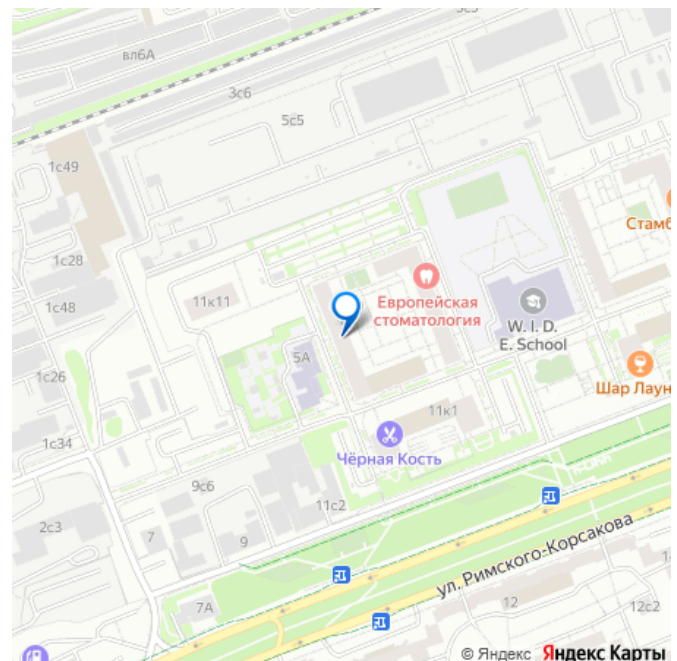 вл6А
3с6
5с5
1с49
Стамб
1с28
11к11
Европейская
стоматология
W. I. D.
E. School
1с48
5А
1с26
Шар Лаун
11к1
1с34
Чёрная Кость
9с6
11с2
2с3
7
9
ул. Римского-Корсакова
7А
12
12с2
© Яндекс Яндекс Карты